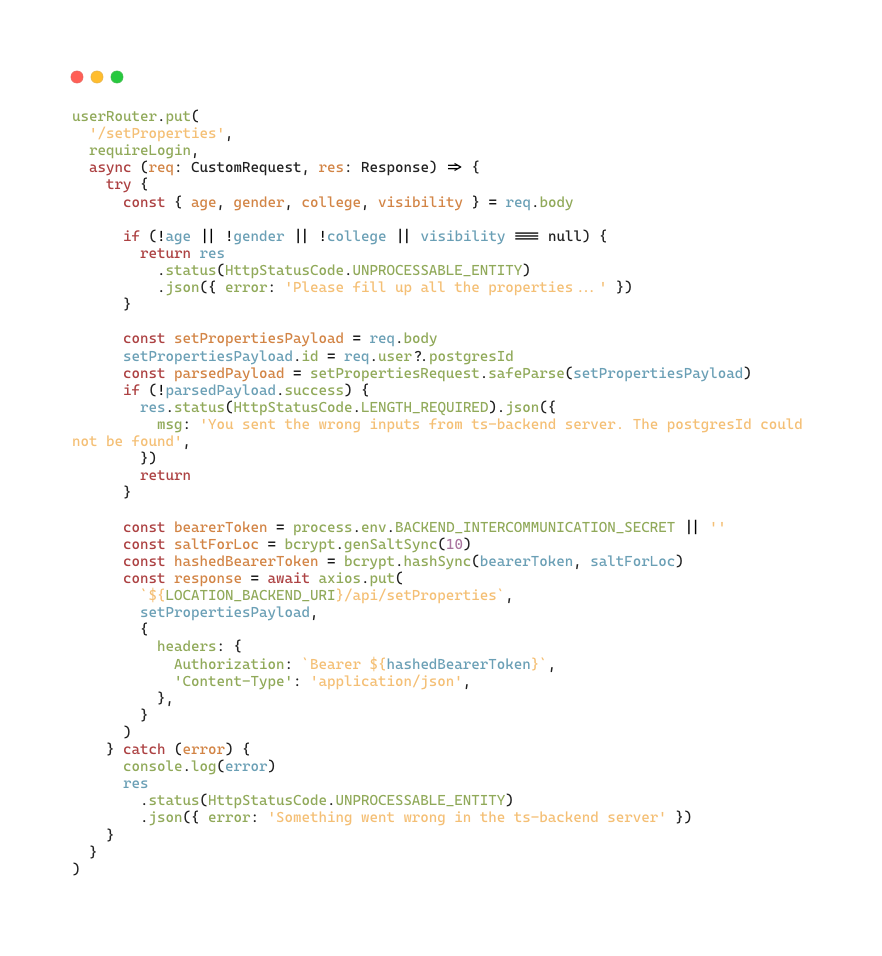 userRouter.put(
  '/setProperties',
  requireLogin,
  async (req: CustomRequest, res: Response) => {
    try {
      const { age, gender, college, visibility } = req.body

      if (!age || !gender || !college || visibility === null) {
        return res
          .status(HttpStatusCode.UNPROCESSABLE_ENTITY)
          .json({ error: 'Please fill up all the properties...' })
      }

      const setPropertiesPayload = req.body
      setPropertiesPayload.id = req.user?.postgresId
      const parsedPayload = setPropertiesRequest.safeParse(setPropertiesPayload)
      if (!parsedPayload.success) {
        res.status(HttpStatusCode.LENGTH_REQUIRED).json({
          msg: 'You sent the wrong inputs from ts-backend server. The postgresId could
not be found',
        })
        return
      }

      const bearerToken = process.env.BACKEND_INTERCOMMUNICATION_SECRET || ''
      const saltForLoc = bcrypt.genSaltSync(10)
      const hashedBearerToken = bcrypt.hashSync(bearerToken, saltForLoc)
      const response = await axios.put(
        `${LOCATION_BACKEND_URI}/api/setProperties`,
        setPropertiesPayload,
        {
          headers: {
            Authorization: `Bearer ${hashedBearerToken}`,
            'Content-Type': 'application/json',
          },
        }
      )
    } catch (error) {
      console.log(error)
      res
        .status(HttpStatusCode.UNPROCESSABLE_ENTITY)
        .json({ error: 'Something went wrong in the ts-backend server' })
    }
  }
)